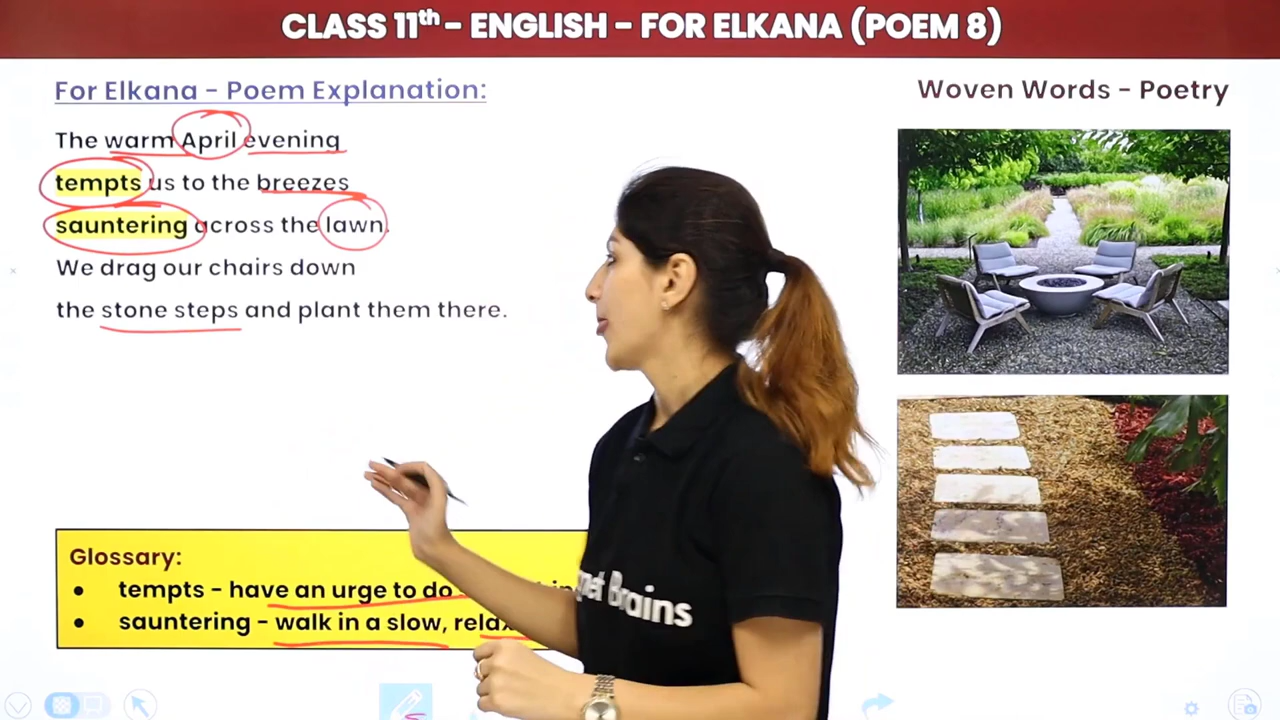 CLASS 11th - ENGLISH - FOR ELKANA (POEM 8)
For Elkana - Poem Explanation:
Woven Words - Poetry
The warm April evening
tempts us to the breezes
sauntering across the lawn.
We drag our chairs down
the stone steps and plant them there.
Glossary:
• tempts - have an urge to do
• sauntering - walk in a slow,
Brains